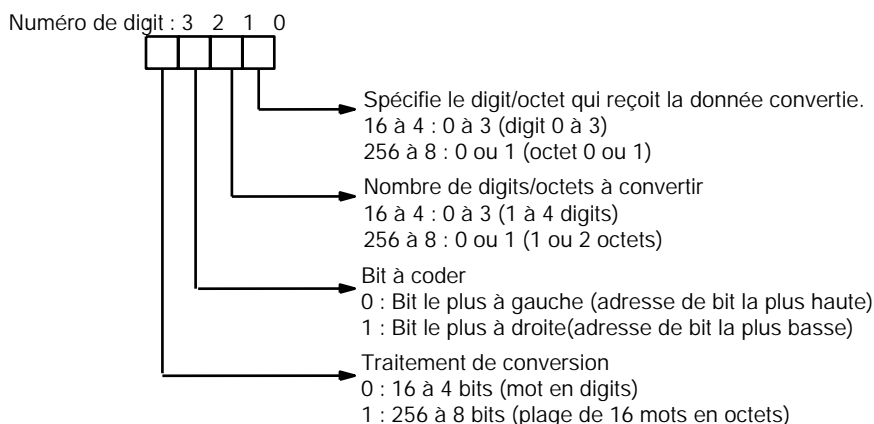 Numéro de digit : 3 2 1 0
Spécifie le digit/octet qui reçoit la donnée convertie.
16 à 4 : 0 à 3 (digit 0 à 3)
256 à 8 : 0 ou 1 (octet 0 ou 1)
Nombre de digits/octets à convertir
16 à 4 : 0 à 3 (1 à 4 digits)
256 à 8 : 0 ou 1 (1 ou 2 octets)
Bit à coder
0 : Bit le plus à gauche (adresse de bit la plus haute)
1 : Bit le plus à droite(adresse de bit la plus basse)
Traitement de conversion
0 : 16 à 4 bits (mot en digits)
1 : 256 à 8 bits (plage de 16 mots en octets)